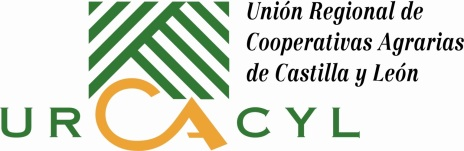 Unión Regional de
Cooperativas Agrarias
de Castilla y León
URCACYL